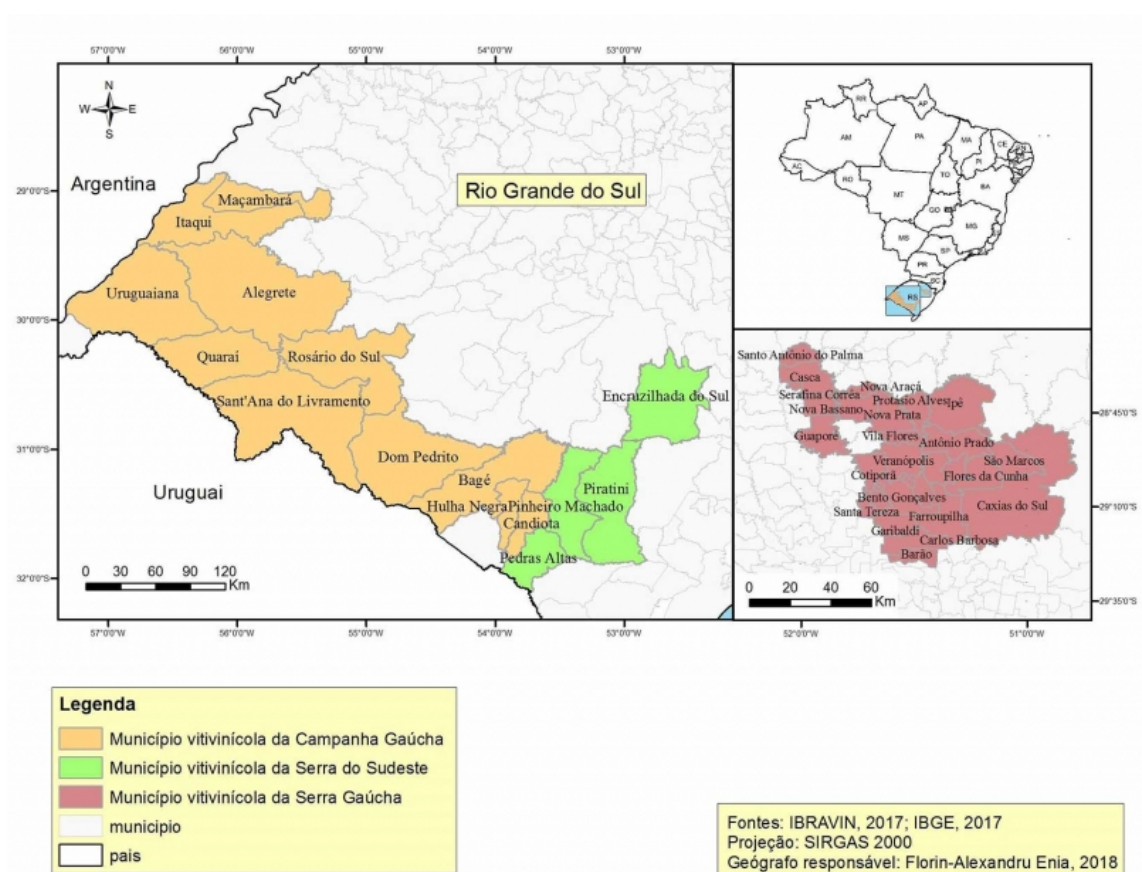 57°0'0"W 56°0'0"W 55°0'0"W 54°0'0"W 53°0'0"W
N
W E
S
Argentina
29°0'0"S
Rio Grande do Sul
Maçambará
Itaqui
Uruguaiana
Alegrete
30°0'0"S
Quaraí
Rosário do Sul
Encruzilhada do Sul
Sant'Ana do Livramento
31°0'0"S
Dom Pedrito
Uruguai
Bagé
Piratini
Hulha Negra
Pinheiro Machado
Candiota
Pedras Altas
32°0'0"S
0 30 60 90 120
Km
57°0'0"W 56°0'0"W 55°0'0"W 54°0'0"W 53°0'0"W
RR
AP
AM
PA
MA
CE
RN
PI
AC
TO
RO
BA
MT
GO
MG
MS
SP
PR
SC
RS
Santo Antônio do Palma
Casca
Nova Araçá
Serafina Corrêa
Protásio Alves
Ipê
Nova Bassano
Nova Prata
28°45'0"S
Guaporé
Vila Flores
Antônio Prado
Veranópolis
São Marcos
Cotiporã
Flores da Cunha
Bento Gonçalves
Caxias do Sul
Santa Tereza
Farroupilha
29°10'0"S
Garibaldi
Carlos Barbosa
Barão
0 20 40 60
Km
29°35'0"S
52°0'0"W 51°0'0"W
Legenda
Município vitivinícola da Campanha Gaúcha
Município vitivinícola da Serra do Sudeste
Município vitivinícola da Serra Gaúcha
municipio
pais
Fontes: IBRAVIN, 2017; IBGE, 2017
Projeção: SIRGAS 2000
Geógrafo responsável: Florin-Alexandru Enia, 2018